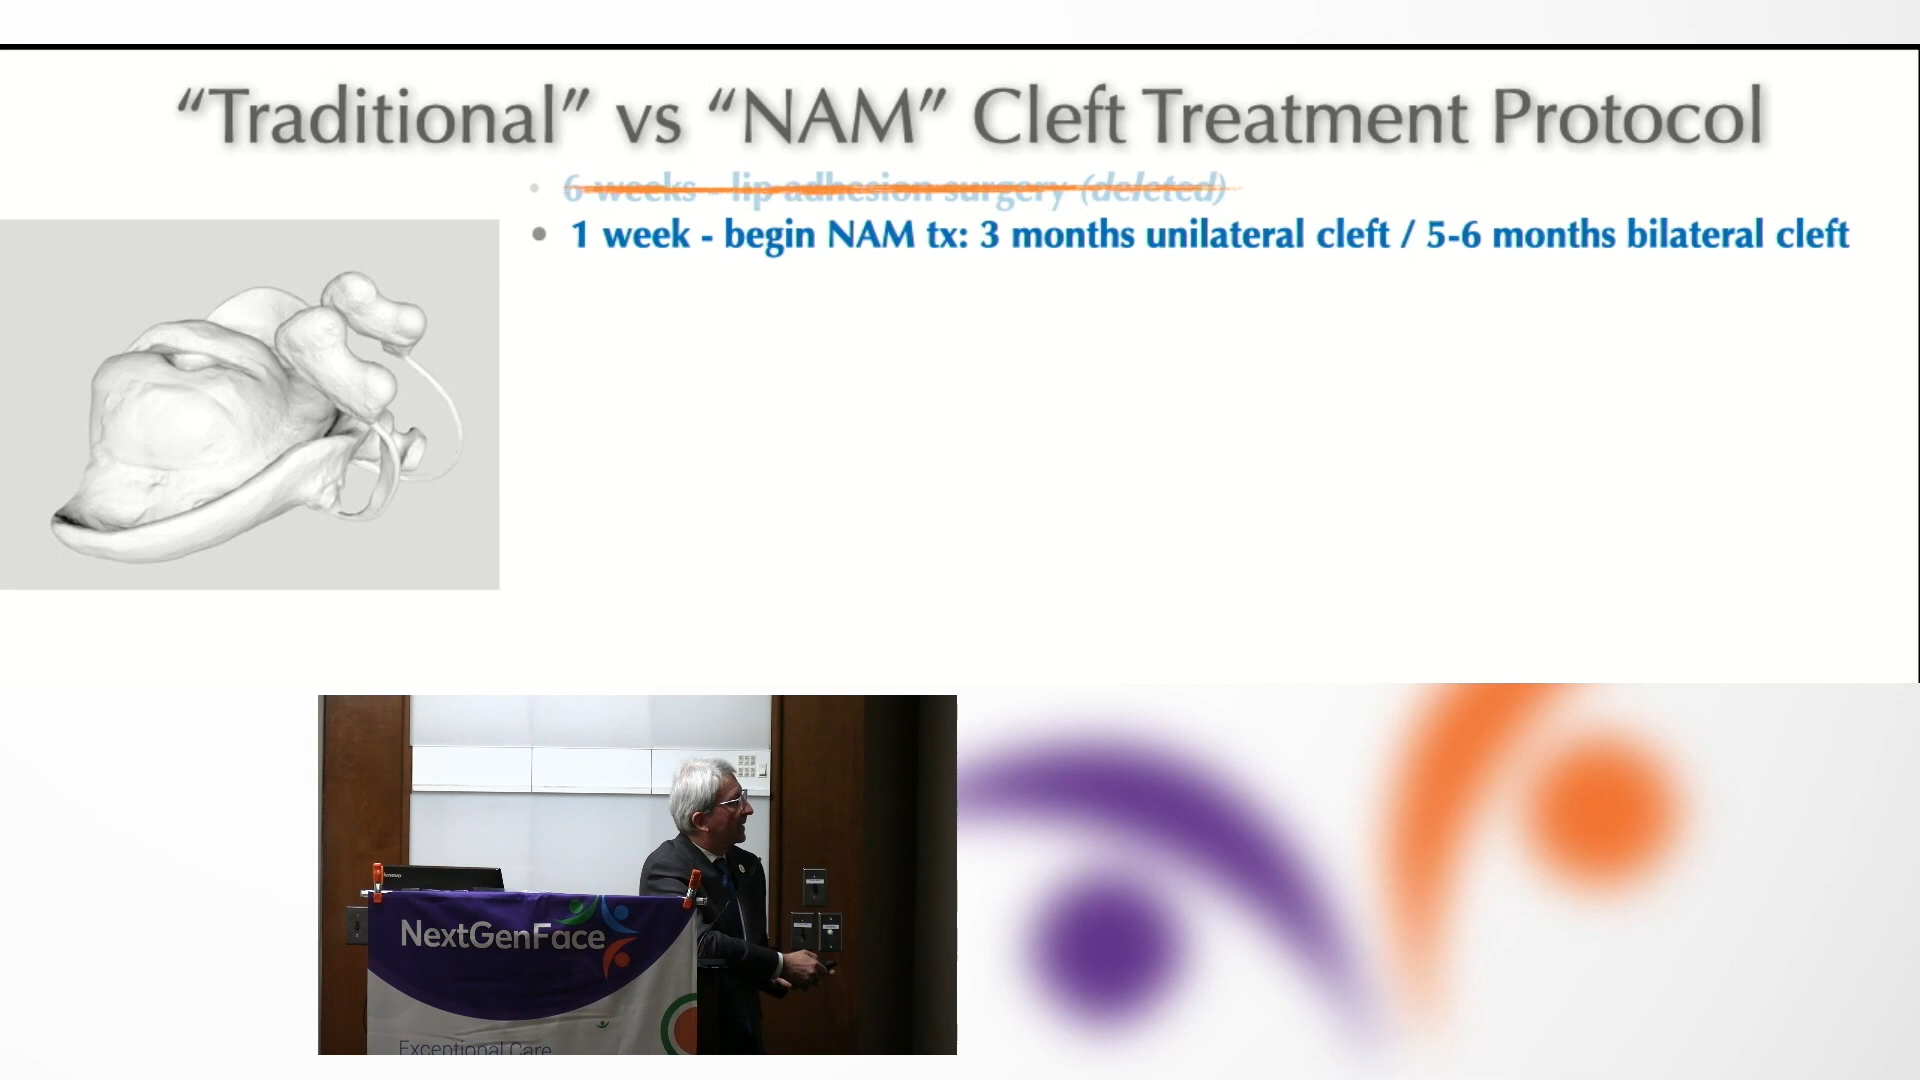 “Traditional” vs “NAM” Cleft Treatment Protocol
• 6 weeks - lip adhesion surgery (deleted)
• 1 week - begin NAM tx: 3 months unilateral cleft / 5-6 months bilateral cleft
lenovo
NextGenFace
Exceptional Care